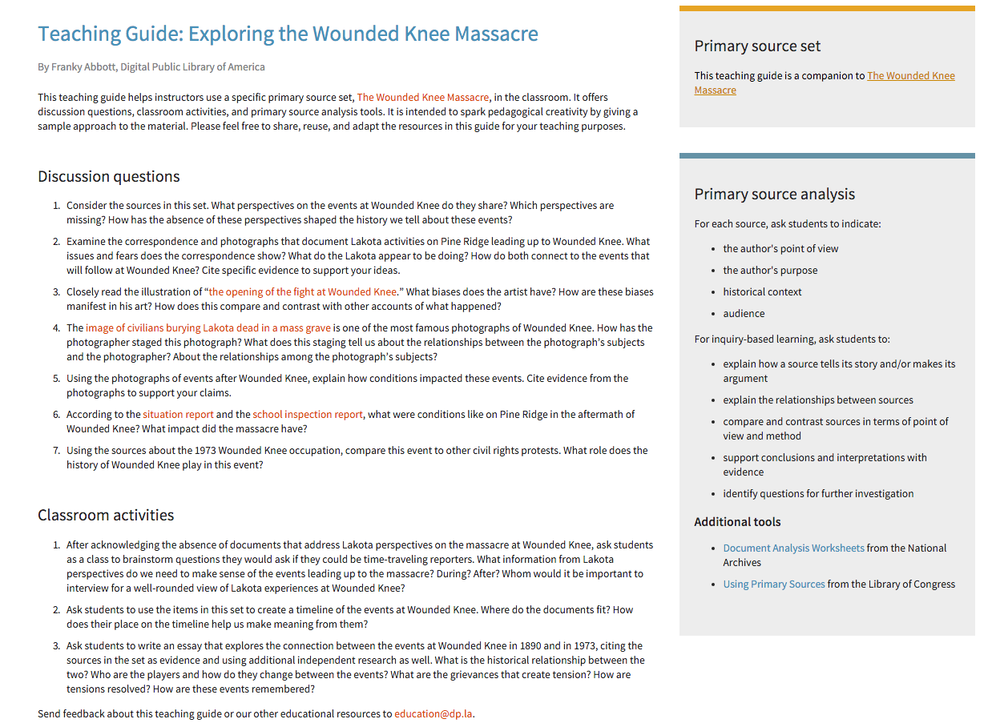 Teaching Guide: Exploring the Wounded Knee Massacre
By Franky Abbott, Digital Public Library of America
This teaching guide helps instructors use a specific primary source set, The Wounded Knee Massacre, in the classroom. It offers
discussion questions, classroom activities, and primary source analysis tools. It is intended to spark pedagogical creativity by giving a
sample approach to the material. Please feel free to share, reuse, and adapt the resources in this guide for your teaching purposes.
Discussion questions
1. Consider the sources in this set. What perspectives on the events at Wounded Knee do they share? Which perspectives are
missing? How has the absence of these perspectives shaped the history we tell about these events?
2. Examine the correspondence and photographs that document Lakota activities on Pine Ridge leading up to Wounded Knee. What
issues and fears does the correspondence show? What do the Lakota appear to be doing? How do both connect to the events that
will follow at Wounded Knee? Cite specific evidence to support your ideas.
3. Closely read the illustration of “the opening of the fight at Wounded Knee.” What biases does the artist have? How are these biases
manifest in his art? How does this compare and contrast with other accounts of what happened?
4. The image of civilians burying Lakota dead in a mass grave is one of the most famous photographs of Wounded Knee. How has the
photographer staged this photograph? What does this staging tell us about the relationships between the photograph’s subjects
and the photographer? About the relationships among the photograph’s subjects?
5. Using the photographs of events after Wounded Knee, explain how conditions impacted these events. Cite evidence from the
photographs to support your claims.
6. According to the situation report and the school inspection report, what were conditions like on Pine Ridge in the aftermath of
Wounded Knee? What impact did the massacre have?
7. Using the sources about the 1973 Wounded Knee occupation, compare this event to other civil rights protests. What role does the
history of Wounded Knee play in this event?
Classroom activities
1. After acknowledging the absence of documents that address Lakota perspectives on the massacre at Wounded Knee, ask students
as a class to brainstorm questions they would ask if they could be time-traveling reporters. What information from Lakota
perspectives do we need to make sense of the events leading up to the massacre? During? After? Whom would it be important to
interview for a well-rounded view of Lakota experiences at Wounded Knee?
2. Ask students to use the items in this set to create a timeline of the events at Wounded Knee. Where do the documents fit? How
does their place on the timeline help us make meaning from them?
3. Ask students to write an essay that explores the connection between the events at Wounded Knee in 1890 and in 1973, citing the
sources in the set as evidence and using additional independent research as well. What is the historical relationship between the
two? Who are the players and how do they change between the events? What are the grievances that create tension? How are
tensions resolved? How are these events remembered?
Send feedback about this teaching guide or our other educational resources to education@dp.la.
Primary source set
This teaching guide is a companion to The Wounded Knee
Massacre
Primary source analysis
For each source, ask students to indicate:
• the author's point of view
• the author's purpose
• historical context
• audience
For inquiry-based learning, ask students to:
• explain how a source tells its story and/or makes its
argument
• explain the relationships between sources
• compare and contrast sources in terms of point of
view and method
• support conclusions and interpretations with
evidence
• identify questions for further investigation
Additional tools
• Document Analysis Worksheets from the National
Archives
• Using Primary Sources from the Library of Congress